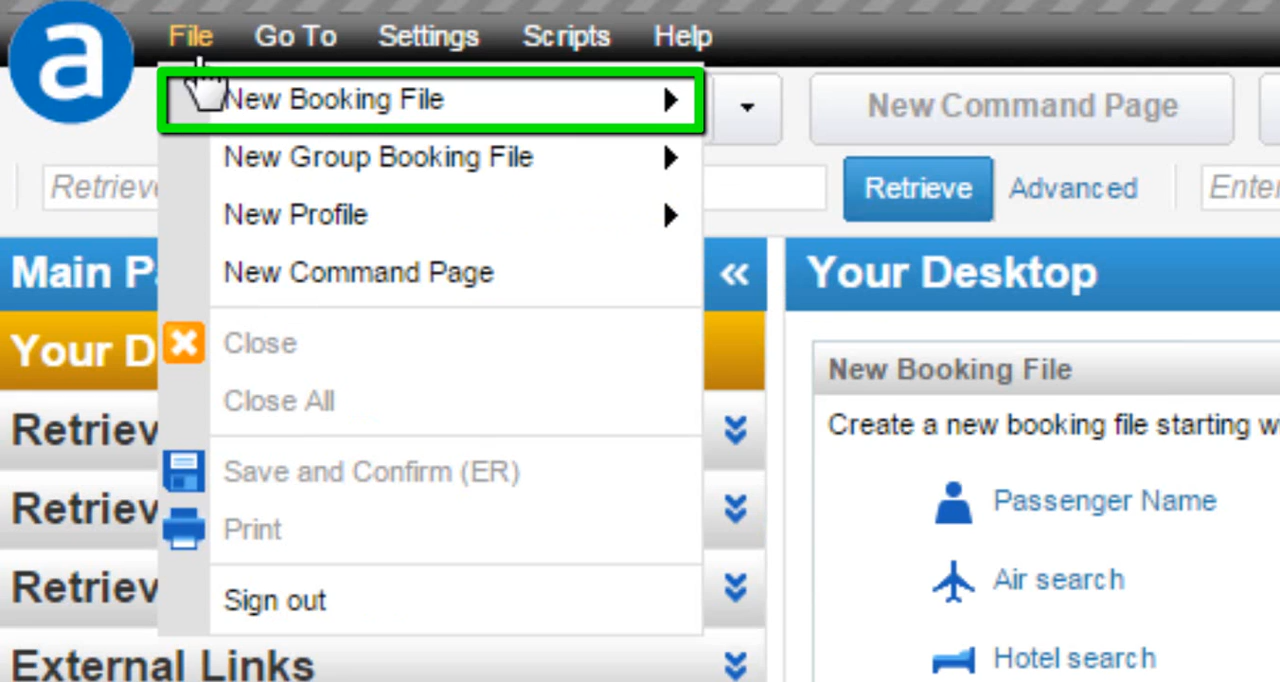 a
File Go To Settings Scripts Help
New Booking File
New Group Booking File
New Profile
New Command Page
Close
Close All
Save and Confirm (ER)
Print
Sign out
New Command Page
Retrieve Advanced
Main
Your Desktop
Your
External Links
New Booking File
Create a new booking file starting
Passenger Name
Air search
Hotel search